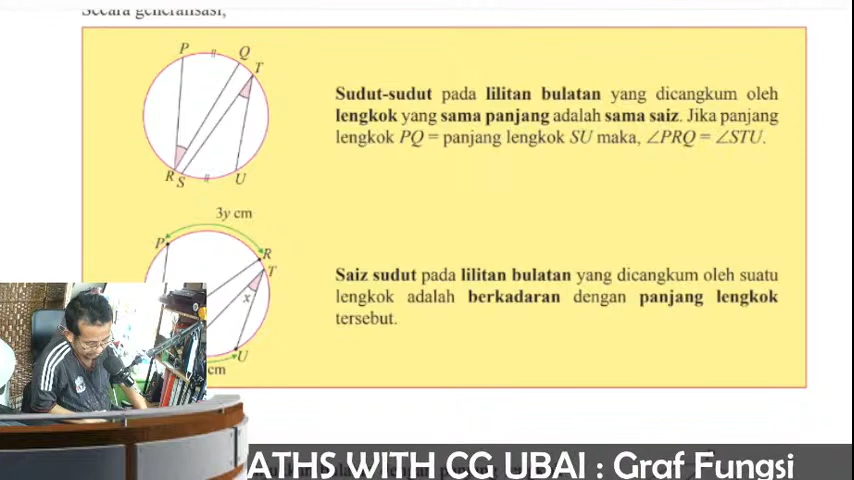 Secara generalisasi,
P
Q
T
Sudut-sudut pada lilitan bulatan yang dicangkum oleh
lengkok yang sama panjang adalah sama saiz. Jika panjang
lengkok PQ = panjang lengkok SU maka, ∠PRQ = ∠STU.
R
S
U
3y cm
P
R
T
Saiz sudut pada lilitan bulatan yang dicangkum oleh suatu
x
lengkok adalah berkadaran dengan panjang lengkok
tersebut.
U
cm
ATHS WITH CG UBAI : Graf Fungsi